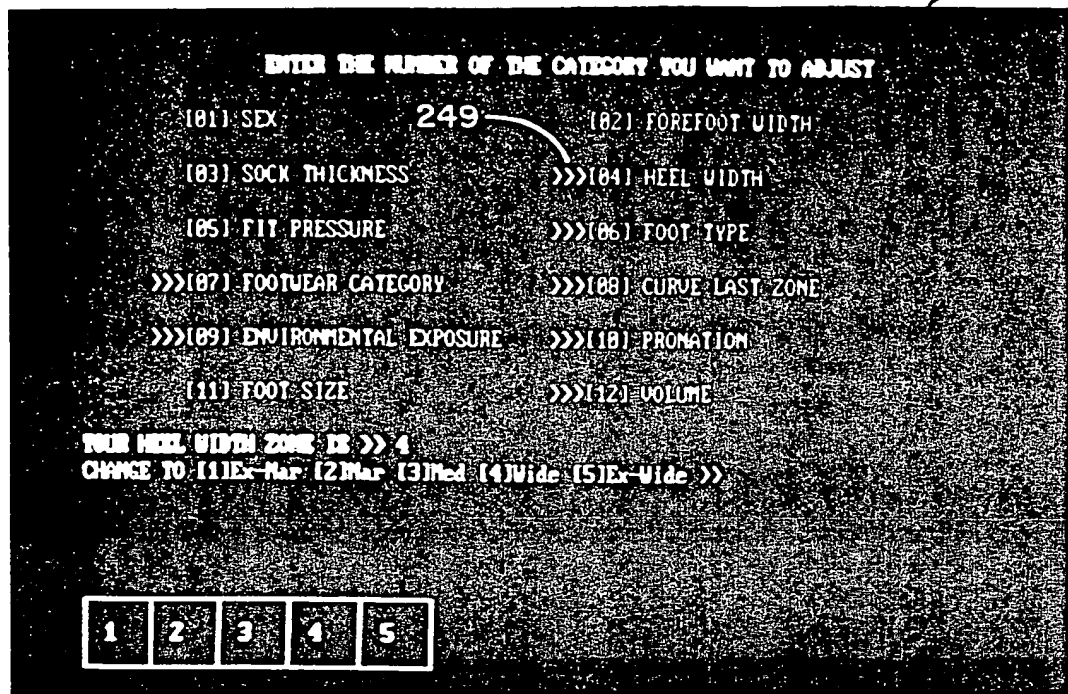 ENTER THE NUMBER OF THE CATEGORY YOU WANT TO ADJUST
[01] SEX 249 [02] FOREFOOT WIDTH
[03] SOCK THICKNESS >>>[04] HEEL WIDTH
[05] FIT PRESSURE >>>[06] FOOT TYPE
>>>[07] FOOTWEAR CATEGORY >>>[08] CURVE LAST ZONE
>>>[09] ENVIRONMENTAL EXPOSURE >>>[10] PRONATION
[11] FOOT SIZE >>>[12] VOLUME
YOUR HEEL WIDTH ZONE IS >> 4
CHANGE TO [1]Ex-Nar [2]Nar [3]Med [4]Wide [5]Ex-Wide >>
1 2 3 4 5